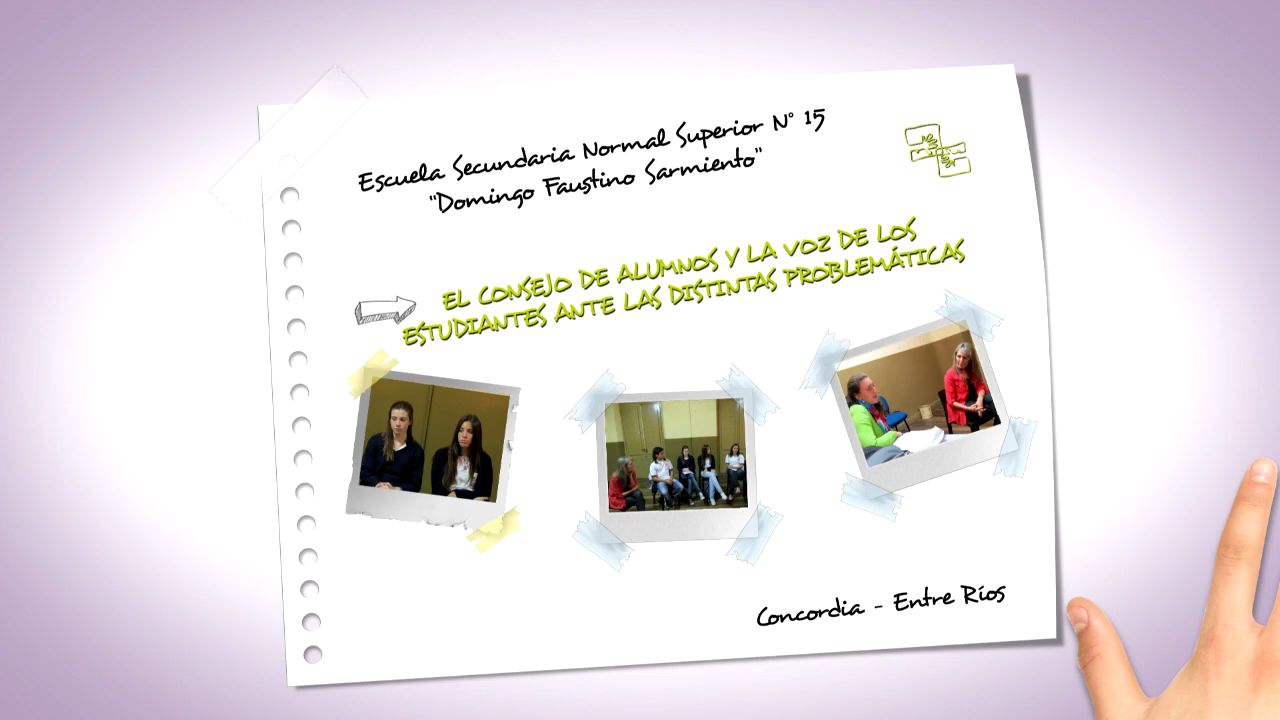 Escuela Secundaria Normal Superior N° 15
"Domingo Faustino Sarmiento"
EL CONSEJO DE ALUMNOS Y LA VOZ DE LOS
ESTUDIANTES ANTE LAS DISTINTAS PROBLEMÁTICAS
Concordia - Entre Ríos